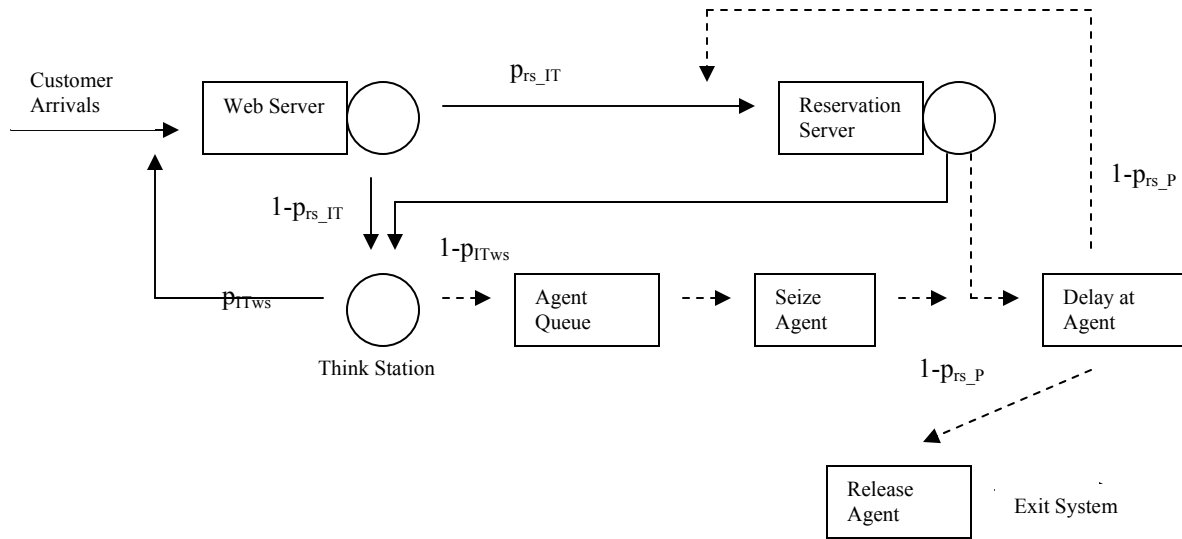 Customer
Arrivals
Web Server
p_rs_IT
Reservation
Server
1-p_rs_P
1-p_rs_IT
1-p_ITws
p_ITws
Agent
Queue
Seize
Agent
Delay at
Agent
Think Station
1-p_rs_P
Release
Agent
Exit System